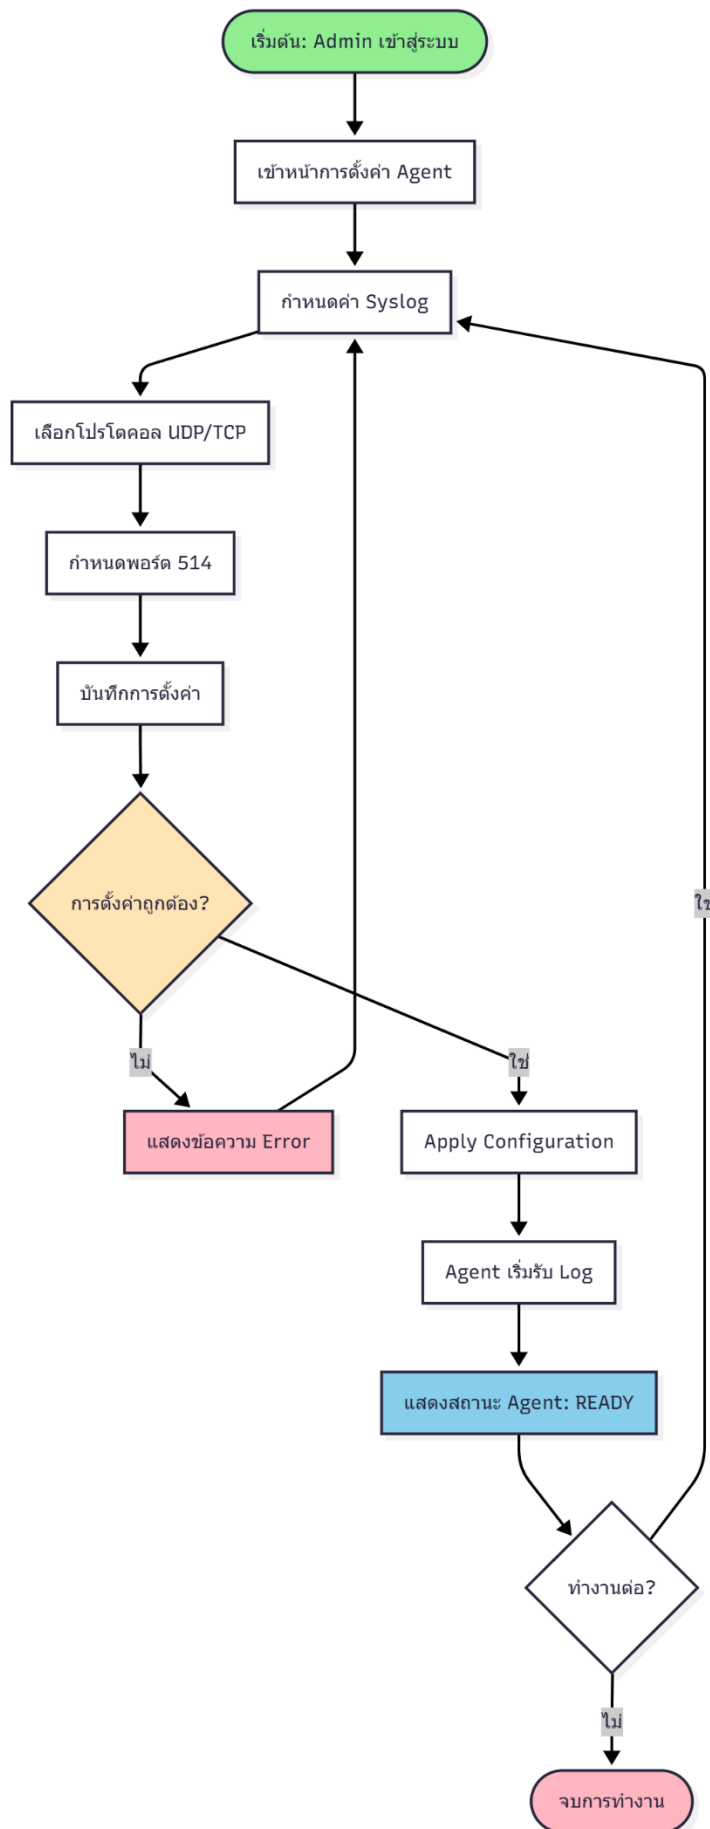 เริ่มต้น: Admin เข้าสู่ระบบ
เข้าหน้าการตั้งค่า Agent
กำหนดค่า Syslog
เลือกโปรโตคอล UDP/TCP
กำหนดพอร์ต 514
บันทึกการตั้งค่า
การตั้งค่าถูกต้อง?
ไม่
ใช่
แสดงข้อความ Error
Apply Configuration
Agent เริ่มรับ Log
แสดงสถานะ Agent: READY
ทำงานต่อ?
ใช่
ไม่
จบการทำงาน